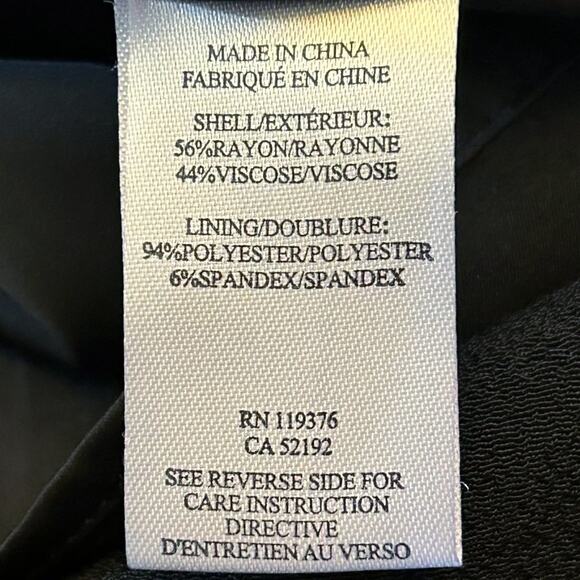 MADE IN CHINA
FABRIQUÉ EN CHINE
SHELL/EXTÉRIEUR:
56%RAYON/RAYONNE
44%VISCOSE/VISCOSE
LINING/DOUBLURE:
94%POLYESTER/POLYESTER
6%SPANDEX/SPANDEX
RN 119376
CA 52192
SEE REVERSE SIDE FOR
CARE INSTRUCTION
DIRECTIVE
D'ENTRETIEN AU VERSO